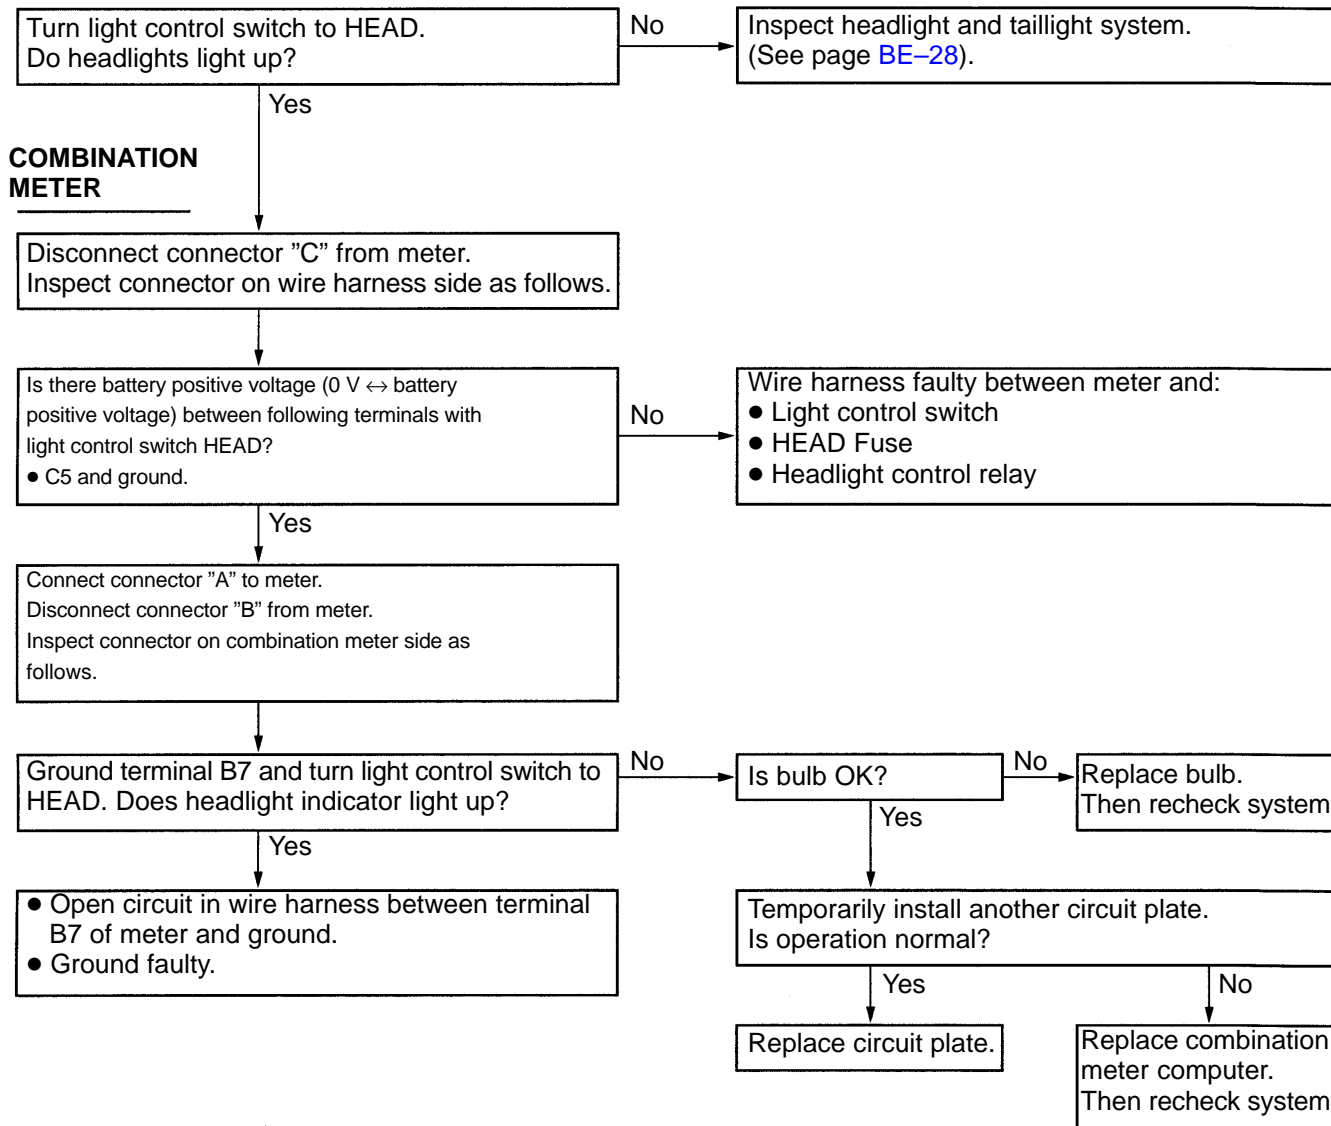 Turn light control switch to HEAD.
Do headlights light up?
No
Inspect headlight and taillight system.
(See page BE–28).
Yes
COMBINATION
METER
Disconnect connector ”C” from meter.
Inspect connector on wire harness side as follows.
Is there battery positive voltage (0 V ↔ battery
positive voltage) between following terminals with
light control switch HEAD?
● C5 and ground.
No
Wire harness faulty between meter and:
● Light control switch
● HEAD Fuse
● Headlight control relay
Yes
Connect connector ”A” to meter.
Disconnect connector ”B” from meter.
Inspect connector on combination meter side as
follows.
Ground terminal B7 and turn light control switch to
HEAD. Does headlight indicator light up?
No
Is bulb OK?
No
Replace bulb.
Then recheck system
Yes
Yes
● Open circuit in wire harness between terminal
B7 of meter and ground.
● Ground faulty.
Temporarily install another circuit plate.
Is operation normal?
Yes
No
Replace circuit plate.
Replace combination
meter computer.
Then recheck system